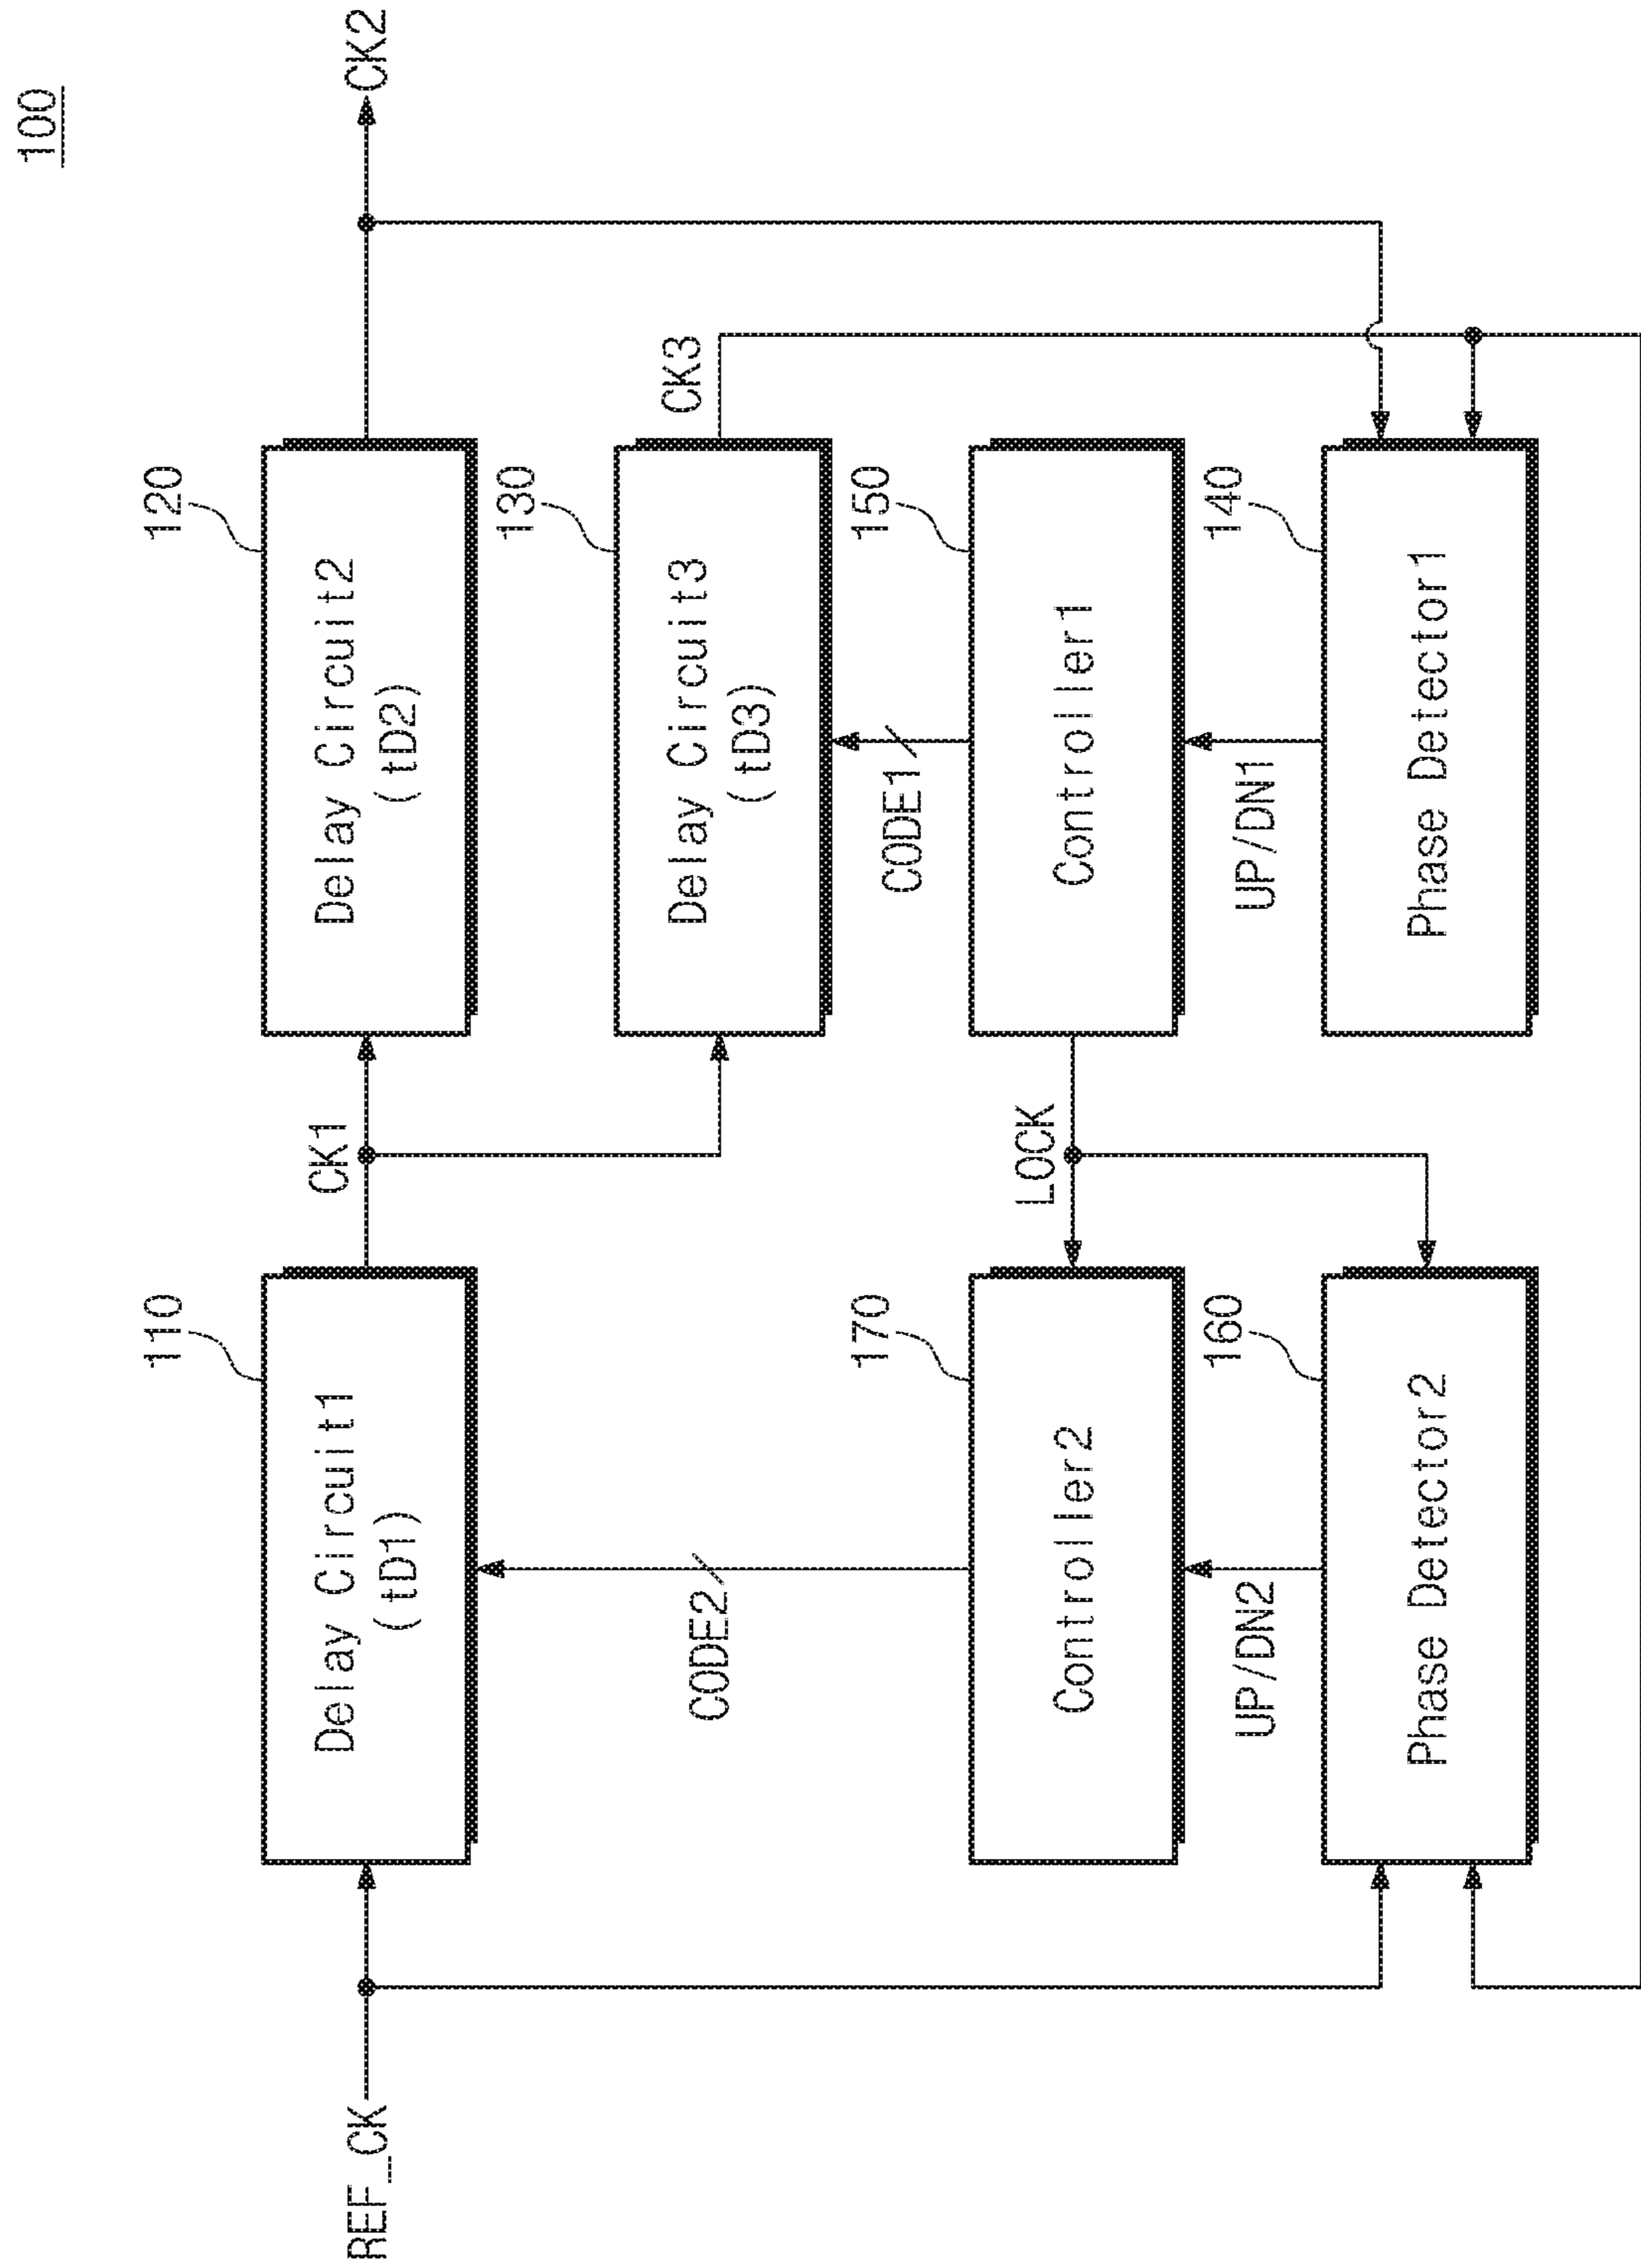 100
REF_CK
110
Delay Circuit1
(tD1)
CK1
120
Delay Circuit2
(tD2)
CK2
130
Delay Circuit3
(tD3)
CK3
CODE2
CODE1
170
Controller2
LOCK
150
Controller1
UP/DN2
UP/DN1
160
Phase Detector2
140
Phase Detector1